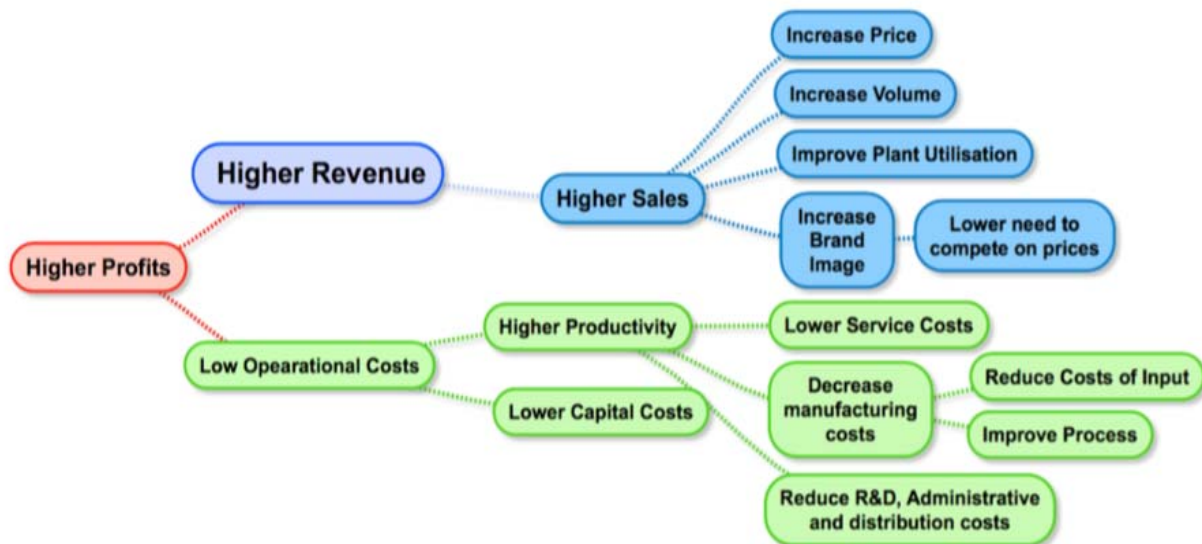 Higher Profits
Higher Revenue
Higher Sales
Increase Price
Increase Volume
Improve Plant Utilisation
Increase
Brand
Image
Lower need to
compete on prices
Low Opearational Costs
Higher Productivity
Lower Service Costs
Decrease
manufacturing
costs
Reduce Costs of Input
Improve Process
Reduce R&D, Administrative
and distribution costs
Lower Capital Costs